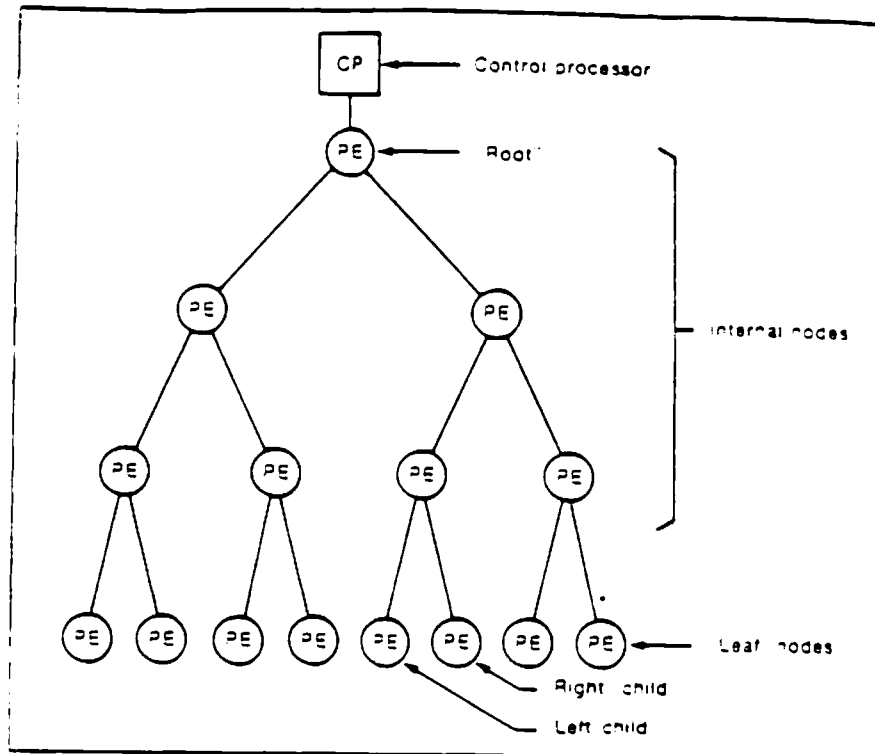 CP
Control processor
PE
Root
PE PE
Internal nodes
PE PE PE PE
PE PE PE PE PE PE PE PE
Leaf nodes
Right child
Left child